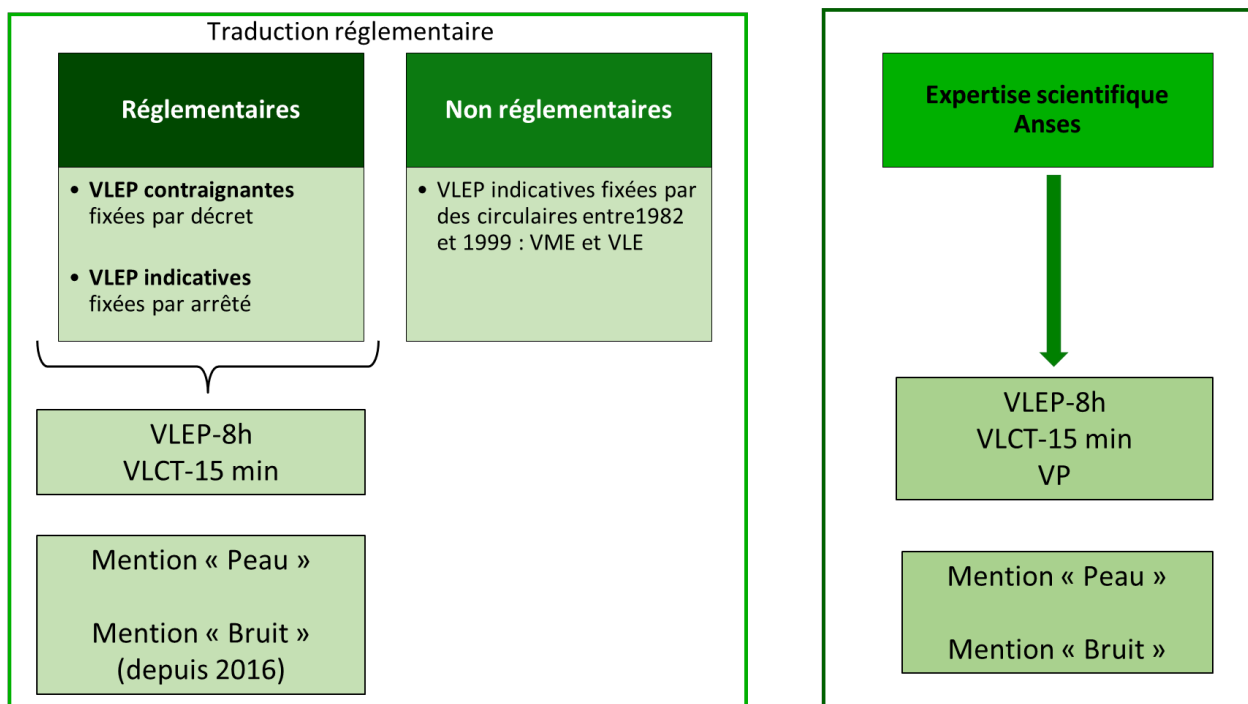 Traduction réglementaire
Réglementaires
• VLEP contraignantes
fixées par décret
• VLEP indicatives
fixées par arrêté
Non réglementaires
• VLEP indicatives fixées par
des circulaires entre1982
et 1999 : VME et VLE
VLEP-8h
VLCT-15 min
Mention « Peau »
Mention « Bruit »
(depuis 2016)
Expertise scientifique
Anses
VLEP-8h
VLCT-15 min
VP
Mention « Peau »
Mention « Bruit »